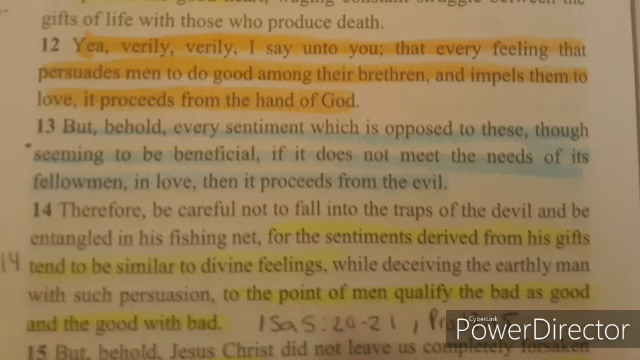 gifts of life with those who produce death.
12 Yea, verily, verily, I say unto you; that every feeling that
persuades men to do good among their brethren, and impels them to
love, it proceeds from the hand of God.
13 But, behold, every sentiment which is opposed to these, though
seeming to be beneficial, if it does not meet the needs of its
fellowmen, in love, then it proceeds from the evil.
14 Therefore, be careful not to fall into the traps of the devil and be
entangled in his fishing net, for the sentiments derived from his gifts
14 tend to be similar to divine feelings, while deceiving the earthly man
with such persuasion, to the point of men qualify the bad as good
and the good with bad. Isa 5:20-21,
CyberLink
PowerDirector
15 But, behold, Jesus Christ did not leave us completely forsaken